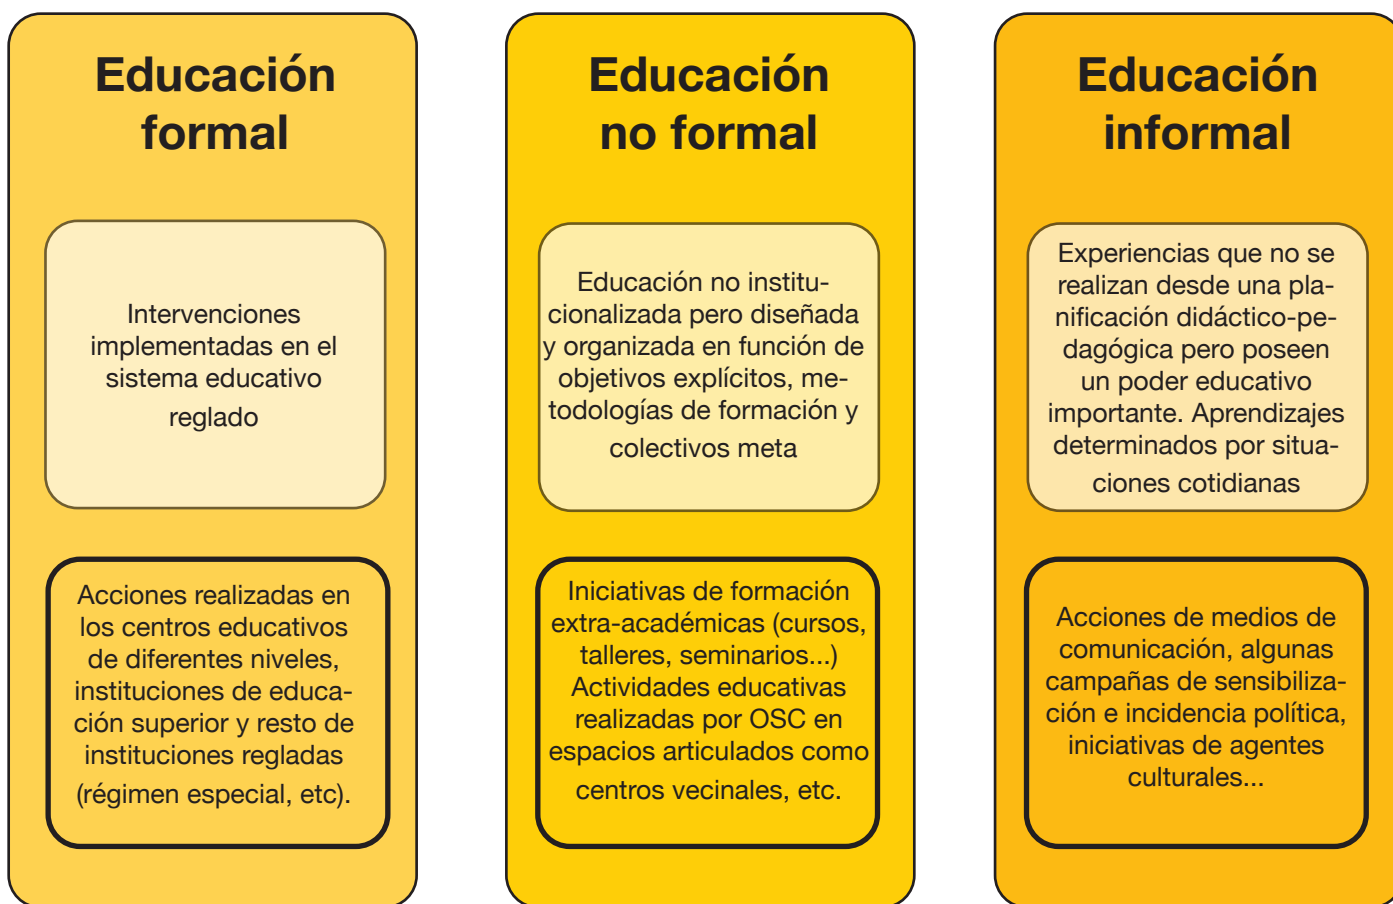 Educación
formal
Intervenciones
implementadas en el
sistema educativo
reglado
Acciones realizadas en
los centros educativos
de diferentes niveles,
instituciones de educa-
ción superior y resto de
instituciones regladas
(régimen especial, etc).
Educación
no formal
Educación no institu-
cionalizada pero diseñada
y organizada en función de
objetivos explícitos, me-
todologías de formación y
colectivos meta
Iniciativas de formación
extra-académicas (cursos,
talleres, seminarios...)
Actividades educativas
realizadas por OSC en
espacios articulados como
centros vecinales, etc.
Educación
informal
Experiencias que no se
realizan desde una pla-
nificación didáctico-pe-
dagógica pero poseen
un poder educativo
importante. Aprendizajes
determinados por situa-
ciones cotidianas
Acciones de medios de
comunicación, algunas
campañas de sensibiliza-
ción e incidencia política,
iniciativas de agentes
culturales...